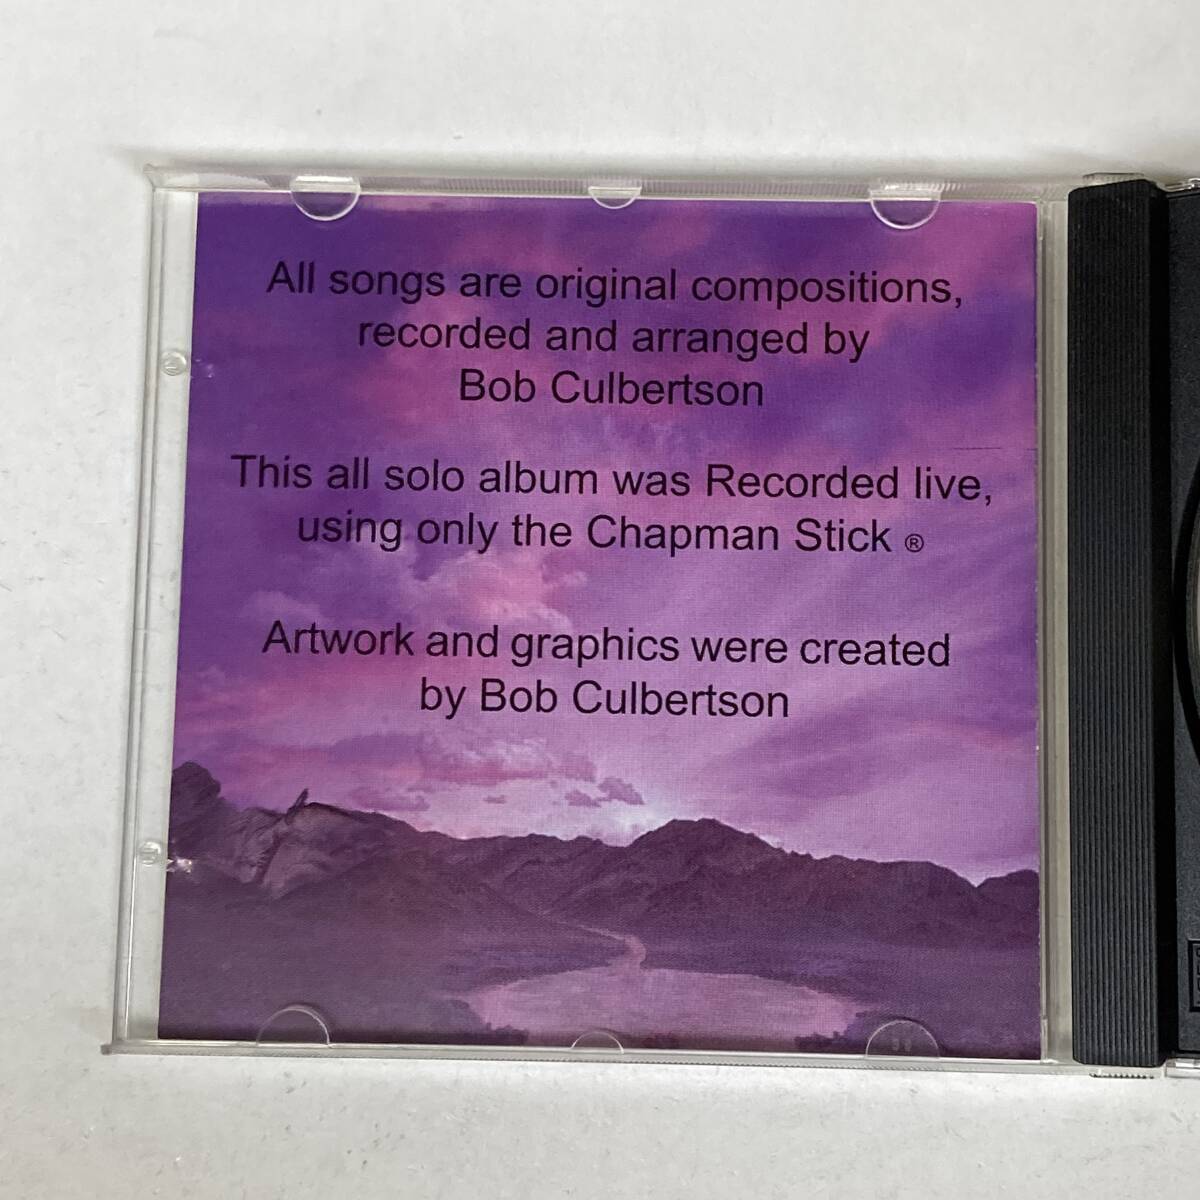 All songs are original compositions,
recorded and arranged by
Bob Culbertson
This all solo album was Recorded live,
using only the Chapman Stick ®
Artwork and graphics were created
by Bob Culbertson